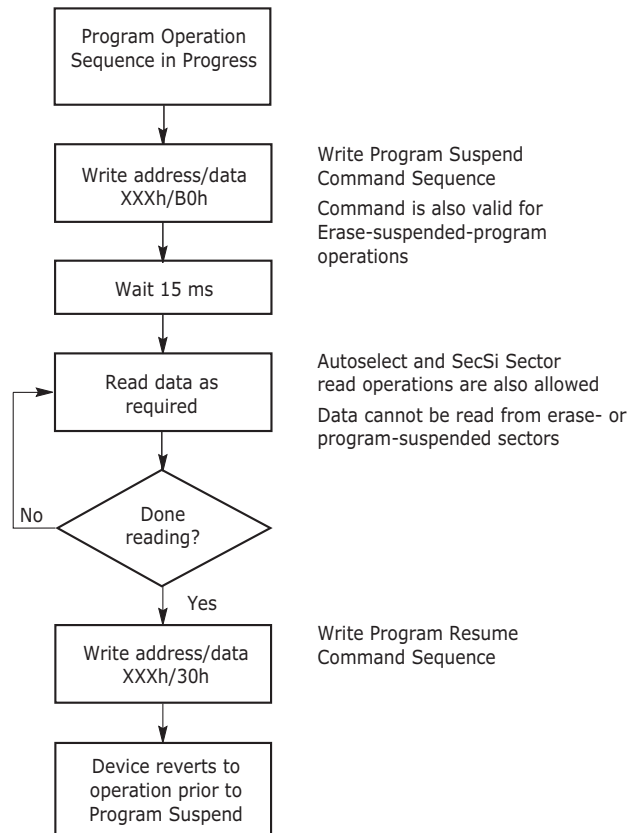 Program Operation
Sequence in Progress
Write address/data
XXXh/B0h
Write Program Suspend
Command Sequence
Command is also valid for
Erase-suspended-program
operations
Wait 15 ms
Read data as
required
Autoselect and SecSi Sector
read operations are also allowed
Data cannot be read from erase- or
program-suspended sectors
No
Done
reading?
Yes
Write address/data
XXXh/30h
Write Program Resume
Command Sequence
Device reverts to
operation prior to
Program Suspend